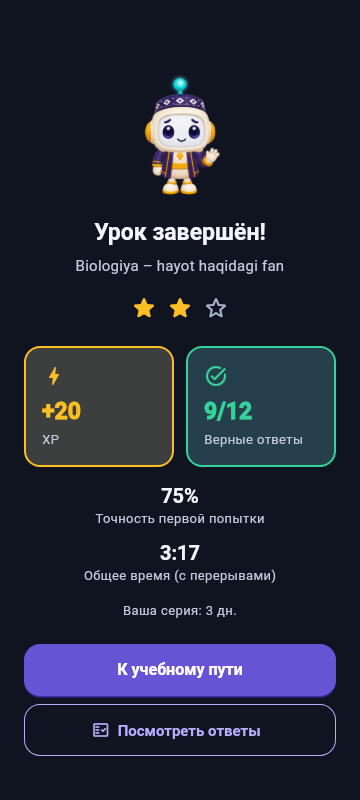 Урок завершён!
Biologiya – hayot haqidagi fan
+20
XP
9/12
Верные ответы
75%
Точность первой попытки
3:17
Общее время (с перерывами)
Ваша серия: 3 дн.
К учебному пути
Посмотреть ответы